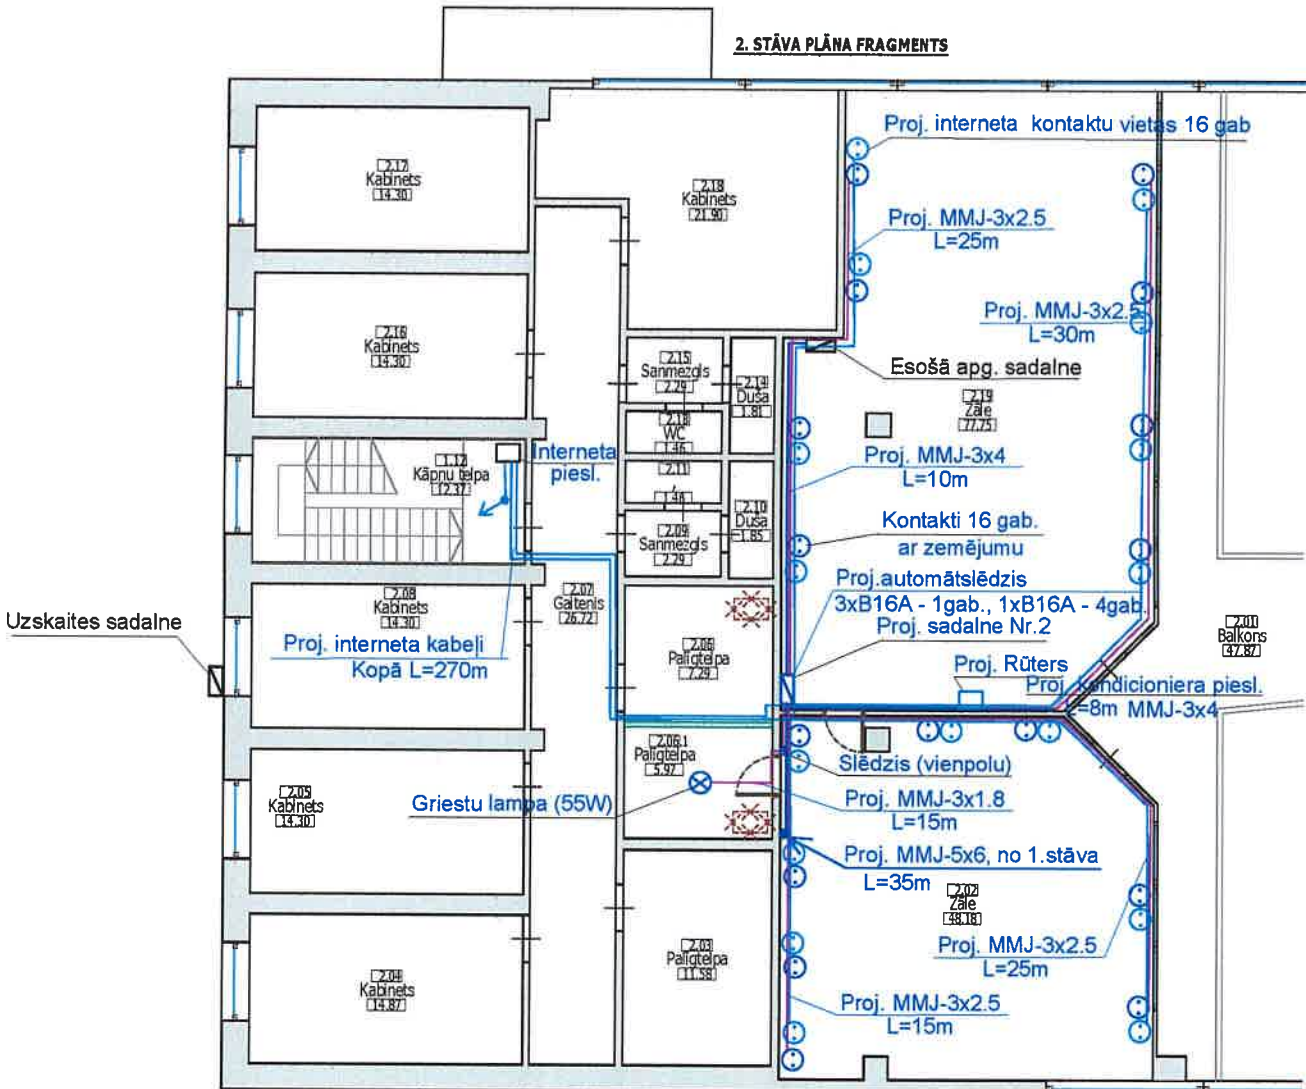 2. STĀVA PLĀNA FRAGMENTS
Proj. interneta kontaktu vietas 16 gab
2.17
Kabinets
14.30
2.18
Kabinets
21.90
Proj. MMJ-3x2.5
L=25m
2.16
Kabinets
14.30
Proj. MMJ-3x2.5
L=30m
2.15
Sanmezgls
2.29
2.14
Duša
1.81
Esošā apg. sadalne
2.19
Zāle
77.75
2.13
WC
1.46
1.12
Kāpņu telpa
12.37
Interneta
piesl.
2.11
1.46
Proj. MMJ-3x4
L=10m
2.10
Duša
1.85
2.09
Sanmezgls
2.29
Kontakti 16 gab.
ar zemējumu
Proj.automātslēdzis
3xB16A - 1gab., 1xB16A - 4gab.
Proj. sadalne Nr.2
2.08
Kabinets
14.30
2.07
Gaitenis
26.72
Uzskaites sadalne
2.01
Balkons
47.87
Proj. interneta kabeļi
Kopā L=270m
2.06
Palīgtelpa
7.29
Proj. Rūters
Proj. kondicioniera piesl.
L=8m MMJ-3x4
2.06.1
Palīgtelpa
5.97
Slēdzis (vienpolu)
2.05
Kabinets
14.30
Griestu lampa (55W)
Proj. MMJ-3x1.8
L=15m
Proj. MMJ-5x6, no 1.stāva
L=35m
2.02
Zāle
48.18
2.03
Palīgtelpa
11.58
Proj. MMJ-3x2.5
L=25m
2.04
Kabinets
14.87
Proj. MMJ-3x2.5
L=15m